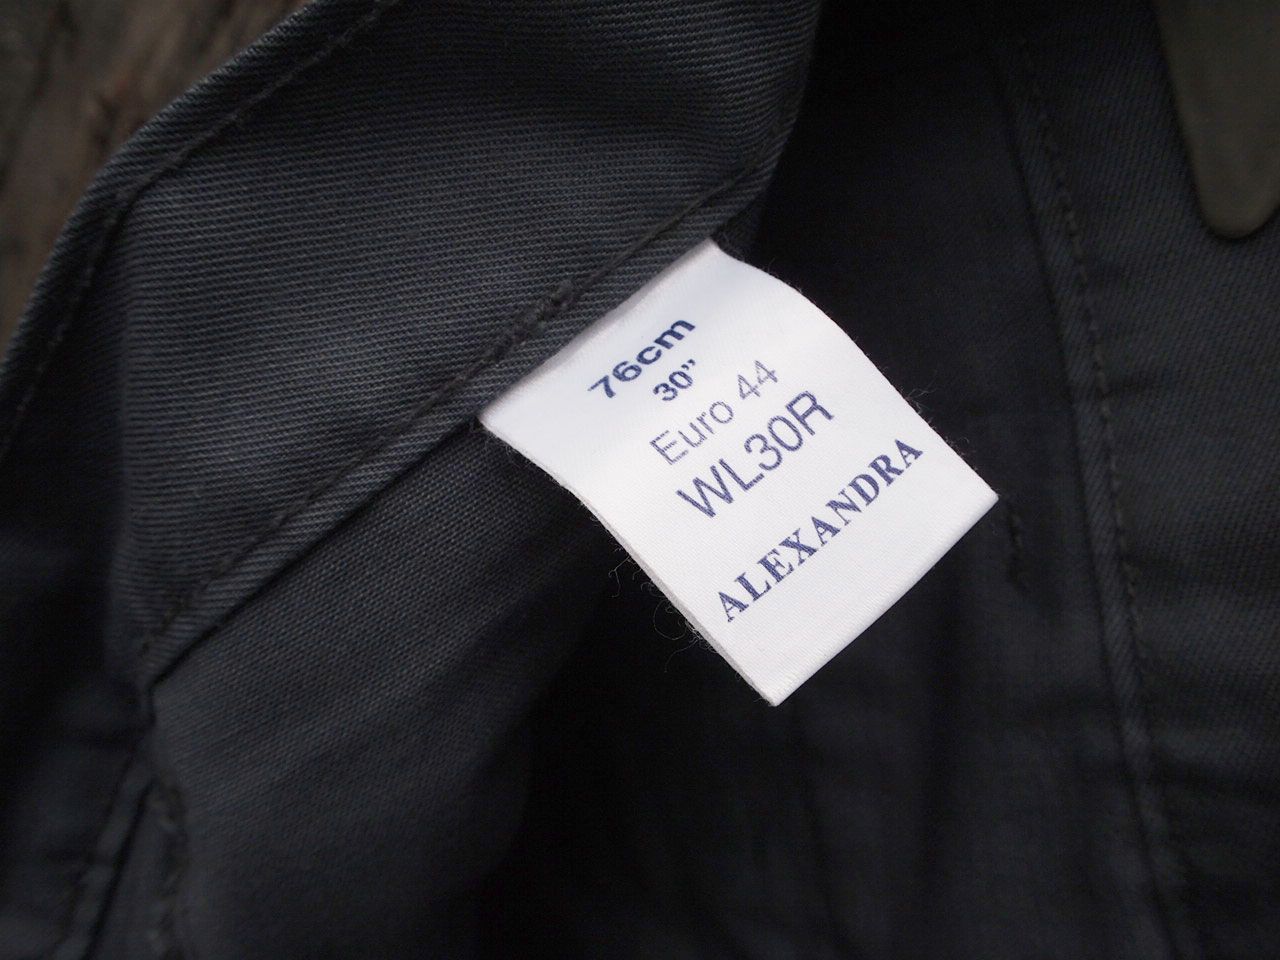 76cm
30"
Euro 44
WL30R
ALEXANDRA